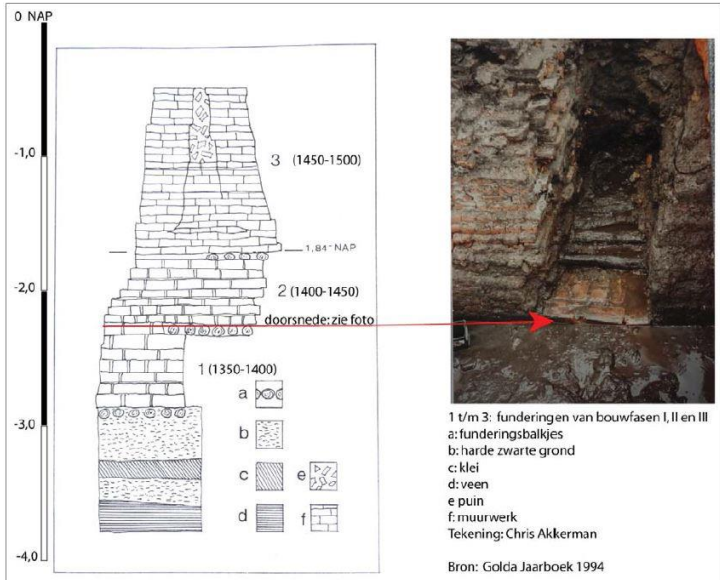 0 NAP
-1,0
3 (1450-1500)
1,84⁻ NAP
-2,0
2 (1400-1450)
doorsnede: zie foto
1 (1350-1400)
a
b
-3,0
c e
d f
-4,0
1 t/m 3: funderingen van bouwfasen I, II en III
a: funderingsbalkjes
b: harde zwarte grond
c: klei
d: veen
e puin
f: muurwerk
Tekening: Chris Akkerman
Bron: Golda Jaarboek 1994